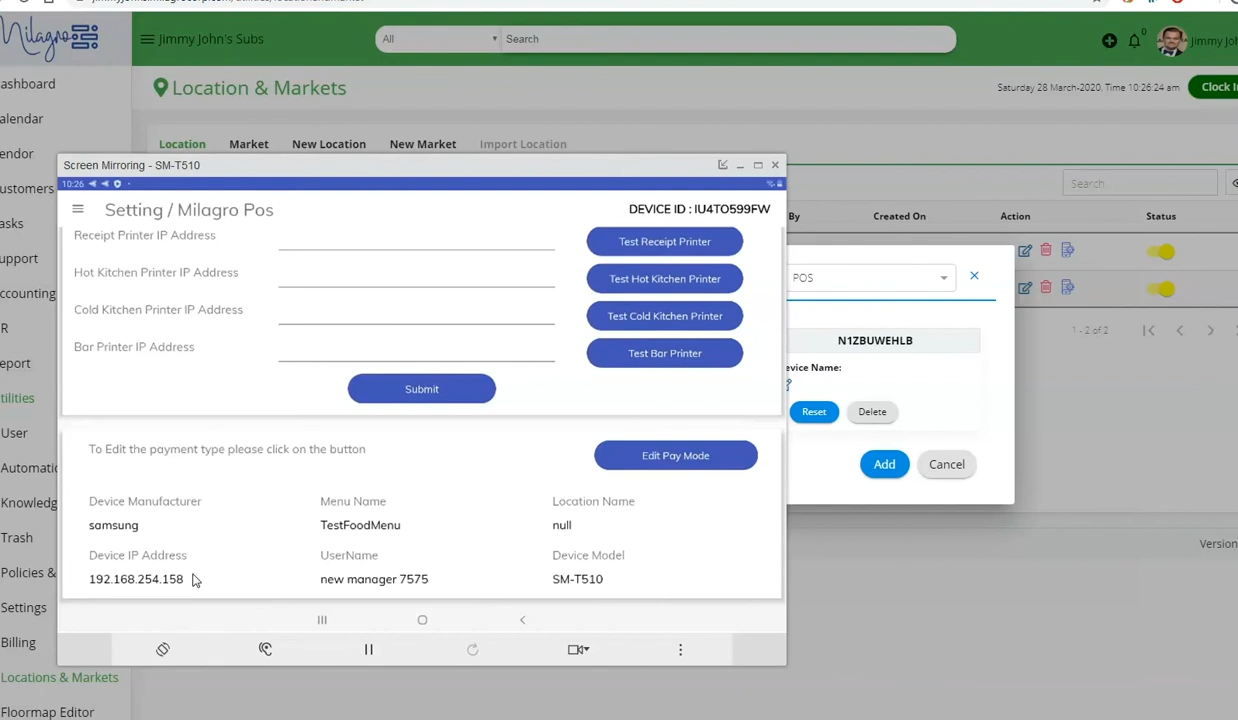 Milagro
Jimmy John's Subs
All
Search
0
Location & Markets
Saturday 28 March-2020, Time 10:26:24 am
ashboard
alendar
endor
ustomers
asks
upport
ccounting
R
eport
tilities
User
Automatic
Knowledg
Trash
Policies &
Settings
Billing
Locations & Markets
Floormap Editor
Location
Market
New Location
New Market
Import Location
Search...
By
Created On
Action
Status
1 - 2 of 2
Version
Screen Mirroring - SM-T510
10:26
Setting / Milagro Pos
DEVICE ID : IU4TO599FW
Receipt Printer IP Address
Test Receipt Printer
Hot Kitchen Printer IP Address
Test Hot Kitchen Printer
Cold Kitchen Printer IP Address
Test Cold Kitchen Printer
Bar Printer IP Address
Test Bar Printer
Submit
To Edit the payment type please click on the button
Edit Pay Mode
Device Manufacturer
samsung
Menu Name
TestFoodMenu
Location Name
null
Device IP Address
192.168.254.158
UserName
new manager 7575
Device Model
SM-T510
POS
N1ZBUWEHLB
evice Name:
Reset
Delete
Add
Cancel